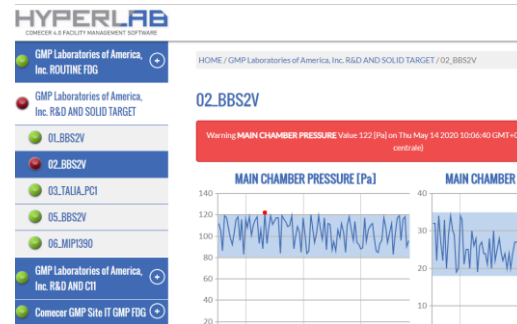 HYPERLAB
COMECER 4.0 FACILITY MANAGEMENT SOFTWARE
GMP Laboratories of America,
Inc. ROUTINE FDG
GMP Laboratories of America,
Inc. R&D AND SOLID TARGET
01_BBS2V
02_BBS2V
03_TALIA_PC1
05_BBS2V
06_MIP1390
GMP Laboratories of America,
Inc. R&D AND C11
Comecer GMP Site IT GMP FDG
HOME / GMP Laboratories of America, Inc. R&D AND SOLID TARGET / 02_BBS2V
02_BBS2V
Warning MAIN CHAMBER PRESSURE Value 122 [Pa] on Thu May 14 2020 10:06:40 GMT+0
centrale)
MAIN CHAMBER PRESSURE [Pa]
140
120
100
80
60
40
20
MAIN CHAMBER
40
30
20
10